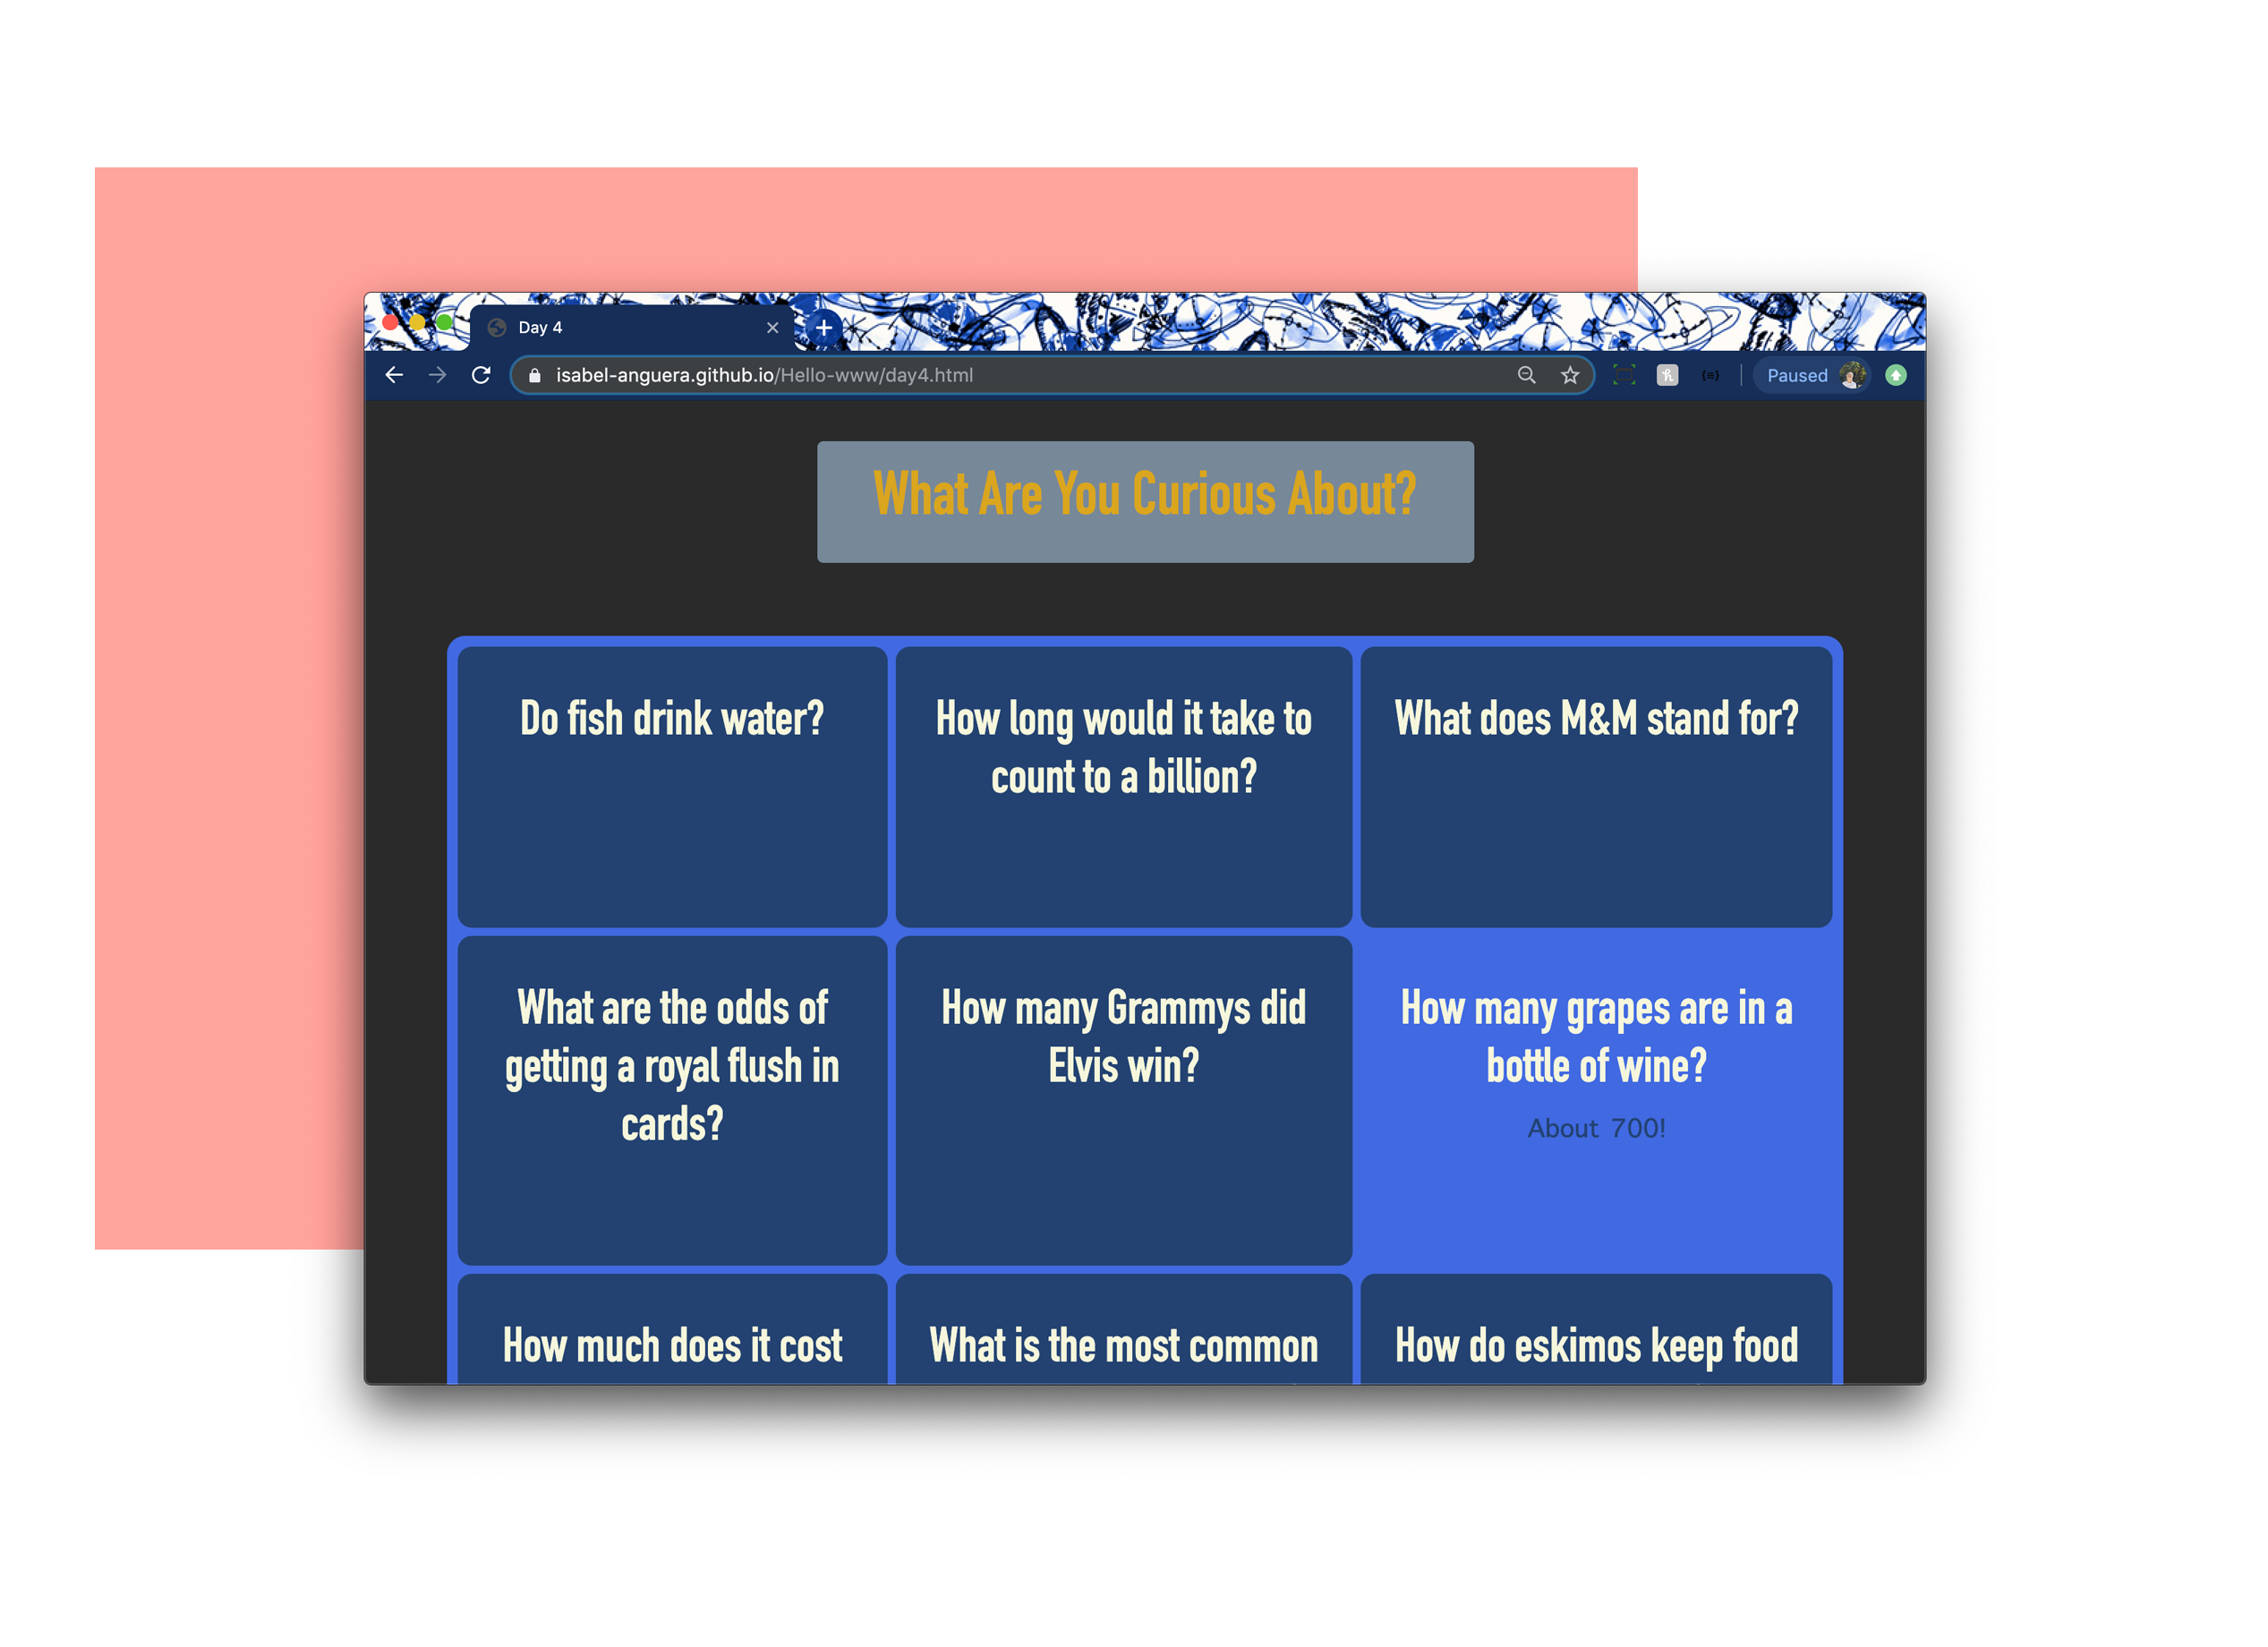 Day 4
isabel-anguera.github.io/Hello-www/day4.html
Paused
What Are You Curious About?
Do fish drink water?
How long would it take to
count to a billion?
What does M&M stand for?
What are the odds of
getting a royal flush in
cards?
How many Grammys did
Elvis win?
How many grapes are in a
bottle of wine?
About 700!
How much does it cost
What is the most common
How do eskimos keep food